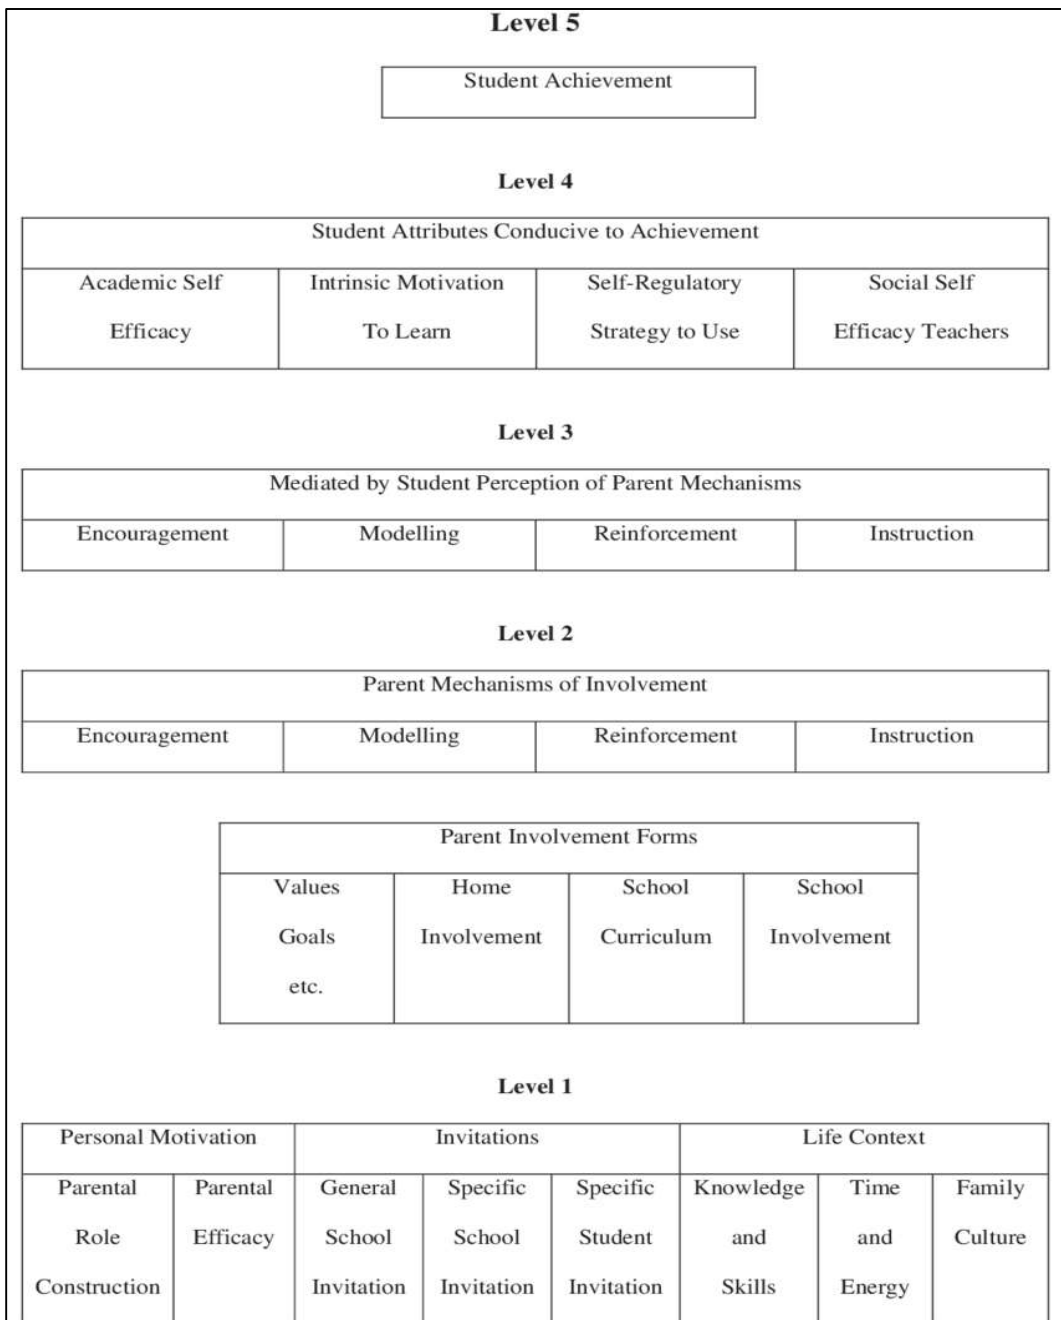 Level 5
Student Achievement
Level 4
Student Attributes Conducive to Achievement
Academic Self
Efficacy
Intrinsic Motivation
To Learn
Self-Regulatory
Strategy to Use
Social Self
Efficacy Teachers
Level 3
Mediated by Student Perception of Parent Mechanisms
Encouragement
Modelling
Reinforcement
Instruction
Level 2
Parent Mechanisms of Involvement
Encouragement
Modelling
Reinforcement
Instruction
Parent Involvement Forms
Values
Goals
etc.
Home
Involvement
School
Curriculum
School
Involvement
Level 1
Personal Motivation
Invitations
Life Context
Parental
Role
Construction
Parental
Efficacy
General
School
Invitation
Specific
School
Invitation
Specific
Student
Invitation
Knowledge
and
Skills
Time
and
Energy
Family
Culture